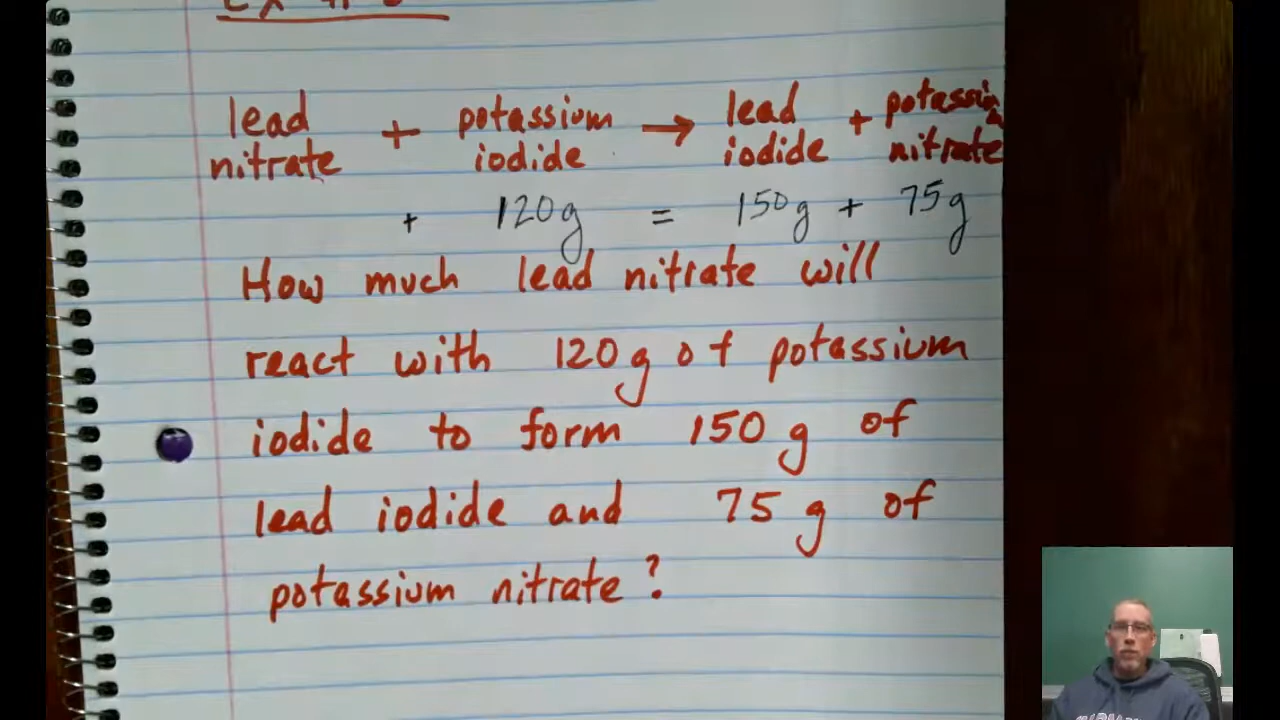 lead + potassium → lead + potassium
nitrate iodide iodide nitrate
+ 120g = 150g + 75g
How much lead nitrate will
react with 120g of potassium
iodide to form 150 g of
lead iodide and 75 g of
potassium nitrate?